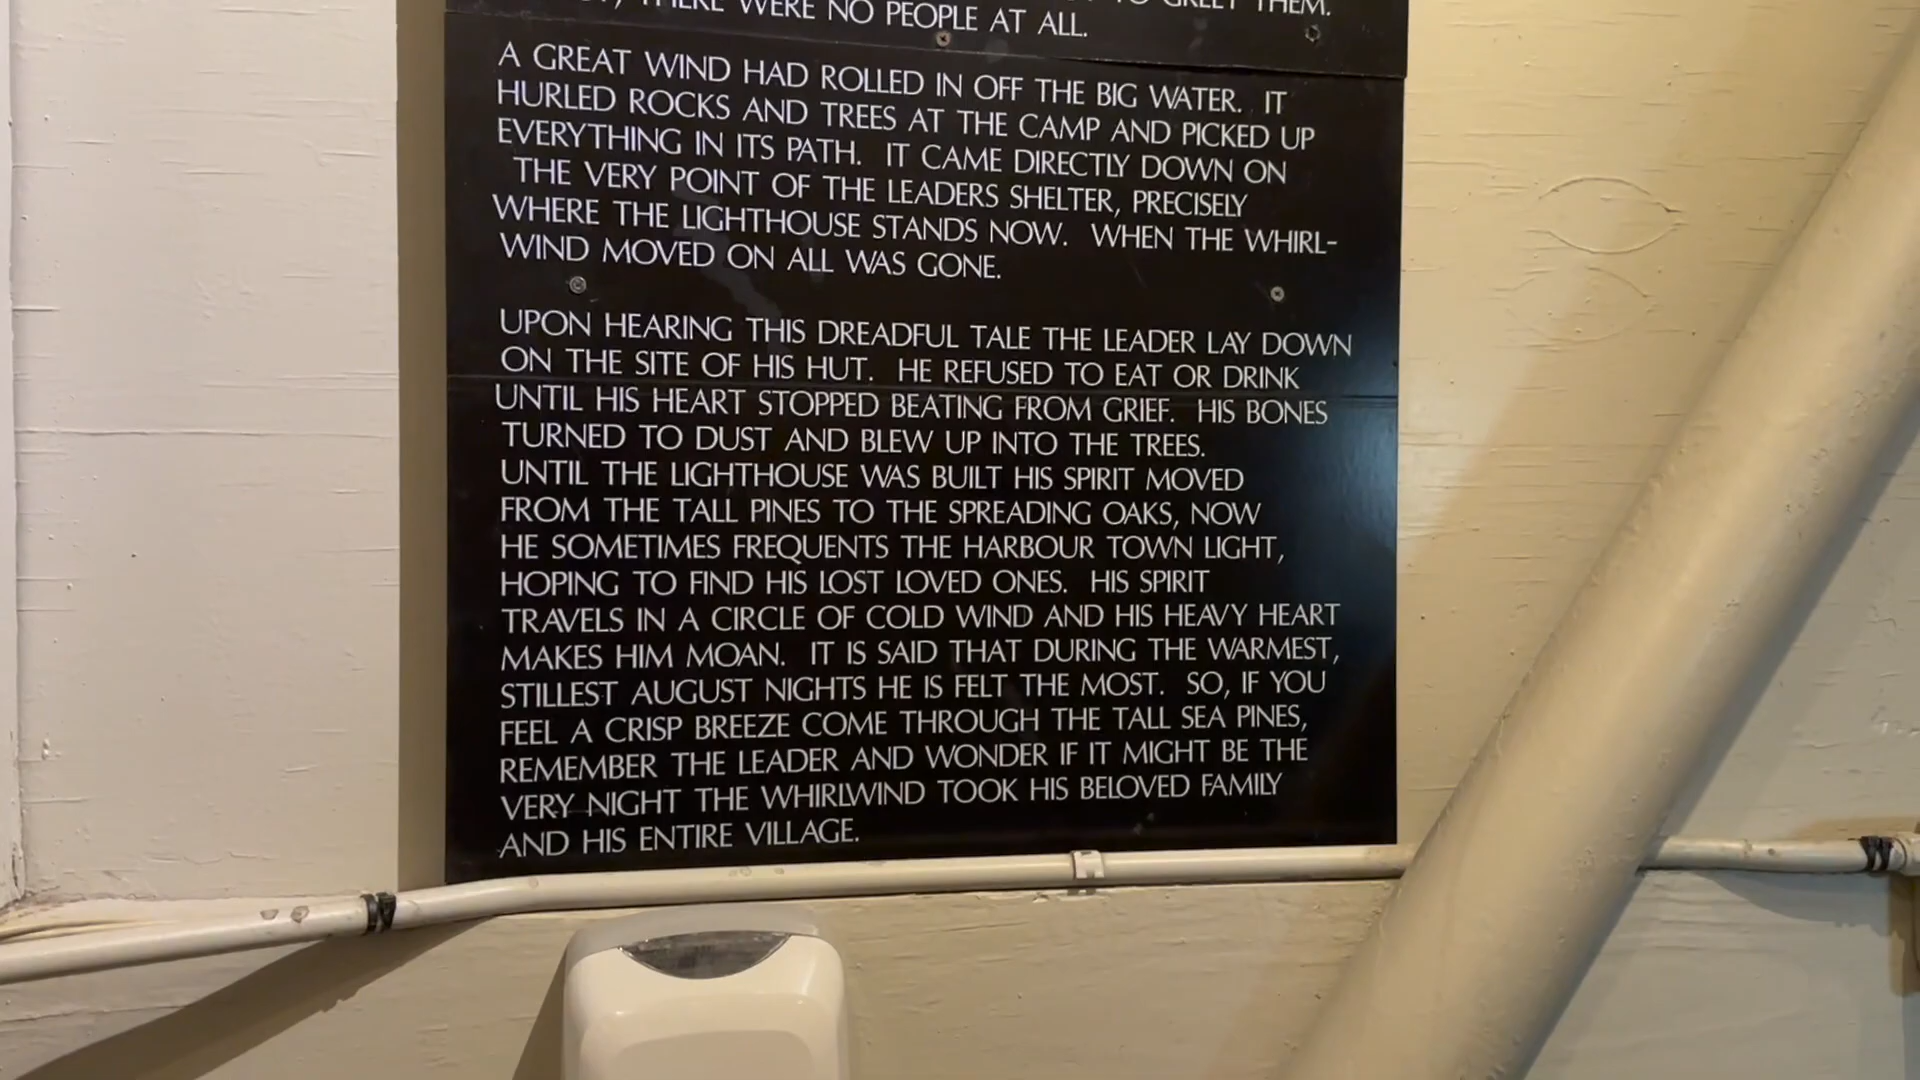 TO GREET THEM.
THERE WERE NO PEOPLE AT ALL.
A GREAT WIND HAD ROLLED IN OFF THE BIG WATER. IT
HURLED ROCKS AND TREES AT THE CAMP AND PICKED UP
EVERYTHING IN ITS PATH. IT CAME DIRECTLY DOWN ON
THE VERY POINT OF THE LEADERS SHELTER, PRECISELY
WHERE THE LIGHTHOUSE STANDS NOW. WHEN THE WHIRL-
WIND MOVED ON ALL WAS GONE.
UPON HEARING THIS DREADFUL TALE THE LEADER LAY DOWN
ON THE SITE OF HIS HUT. HE REFUSED TO EAT OR DRINK
UNTIL HIS HEART STOPPED BEATING FROM GRIEF. HIS BONES
TURNED TO DUST AND BLEW UP INTO THE TREES.
UNTIL THE LIGHTHOUSE WAS BUILT HIS SPIRIT MOVED
FROM THE TALL PINES TO THE SPREADING OAKS, NOW
HE SOMETIMES FREQUENTS THE HARBOUR TOWN LIGHT,
HOPING TO FIND HIS LOST LOVED ONES. HIS SPIRIT
TRAVELS IN A CIRCLE OF COLD WIND AND HIS HEAVY HEART
MAKES HIM MOAN. IT IS SAID THAT DURING THE WARMEST,
STILLEST AUGUST NIGHTS HE IS FELT THE MOST. SO, IF YOU
FEEL A CRISP BREEZE COME THROUGH THE TALL SEA PINES,
REMEMBER THE LEADER AND WONDER IF IT MIGHT BE THE
VERY NIGHT THE WHIRLWIND TOOK HIS BELOVED FAMILY
AND HIS ENTIRE VILLAGE.